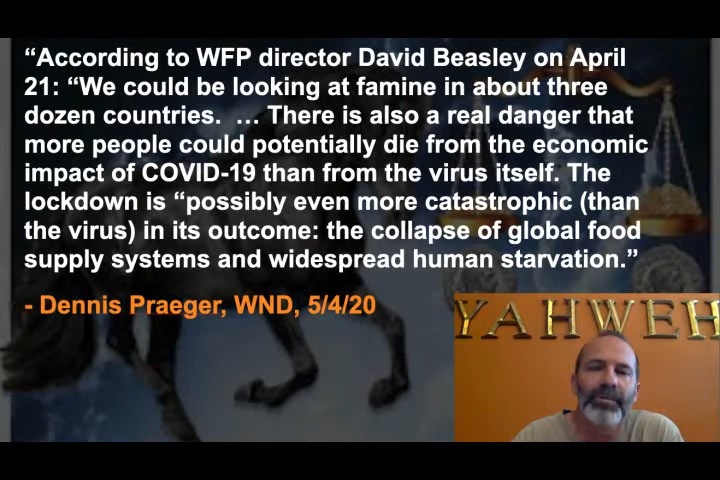 “According to WFP director David Beasley on April
21: “We could be looking at famine in about three
dozen countries.  … There is also a real danger that
more people could potentially die from the economic
impact of COVID-19 than from the virus itself. The
lockdown is “possibly even more catastrophic (than
the virus) in its outcome: the collapse of global food
supply systems and widespread human starvation.”
- Dennis Praeger, WND, 5/4/20
YAHWEH